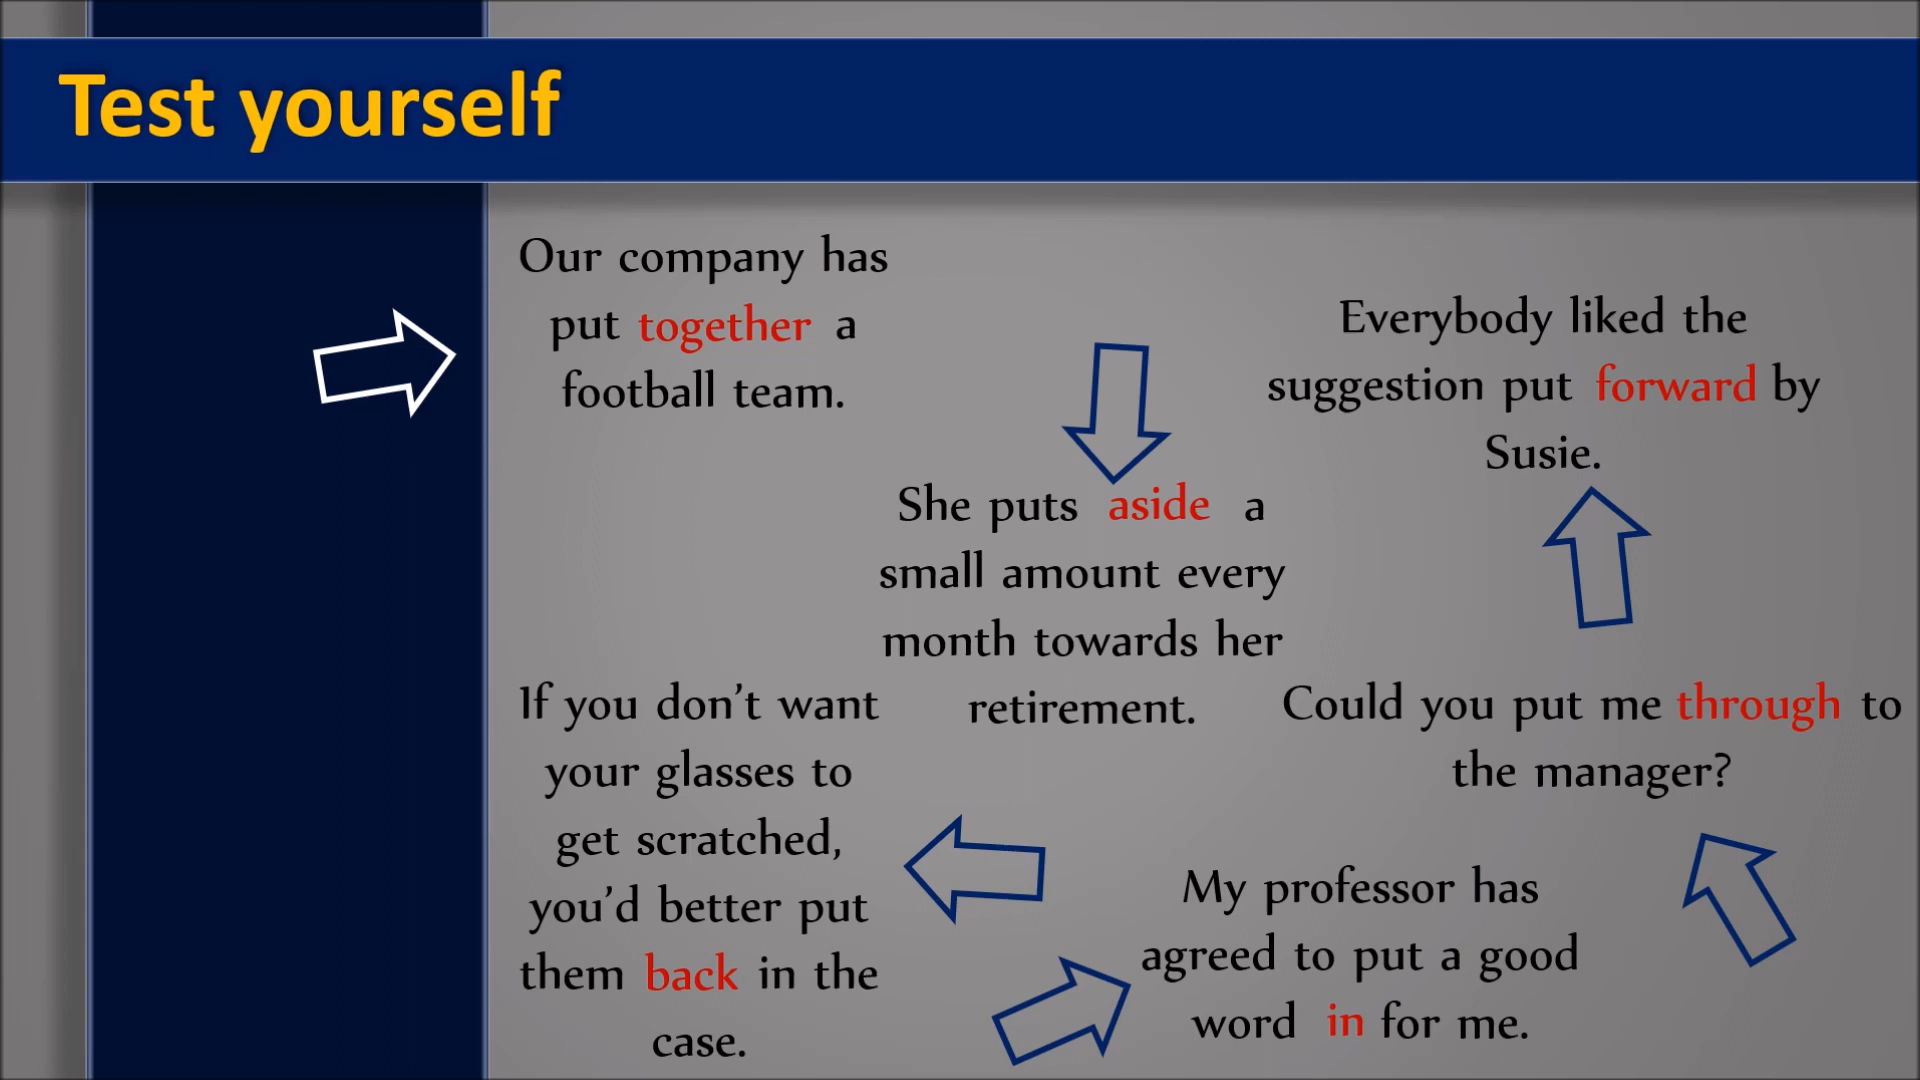 Test yourself
Our company has
put together a
football team.
Everybody liked the
suggestion put forward by
Susie.
She puts aside a
small amount every
month towards her
retirement.
If you don’t want
your glasses to
get scratched,
you’d better put
them back in the
case.
Could you put me through to
the manager?
My professor has
agreed to put a good
word in for me.